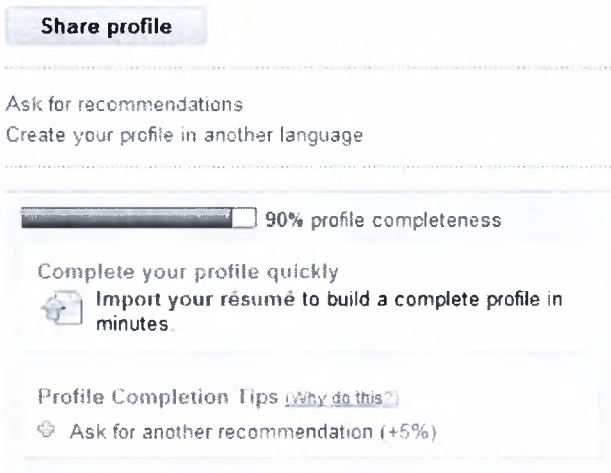 Share profile
Ask for recommendations
Create your profile in another language
90% profile completeness
Complete your profile quickly
Import your résumé to build a complete profile in
minutes.
Profile Completion Tips (Why do this?)
Ask for another recommendation (+5%)